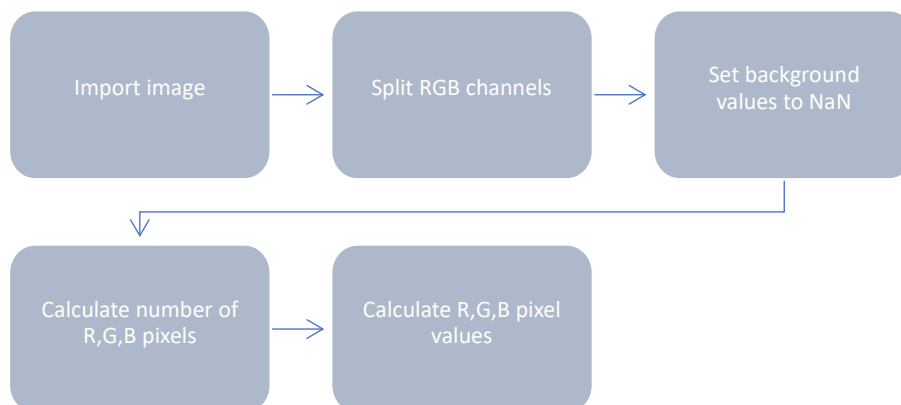 Import image
Split RGB channels
Set background
values to NaN
Calculate number of
R,G,B pixels
Calculate R,G,B pixel
values